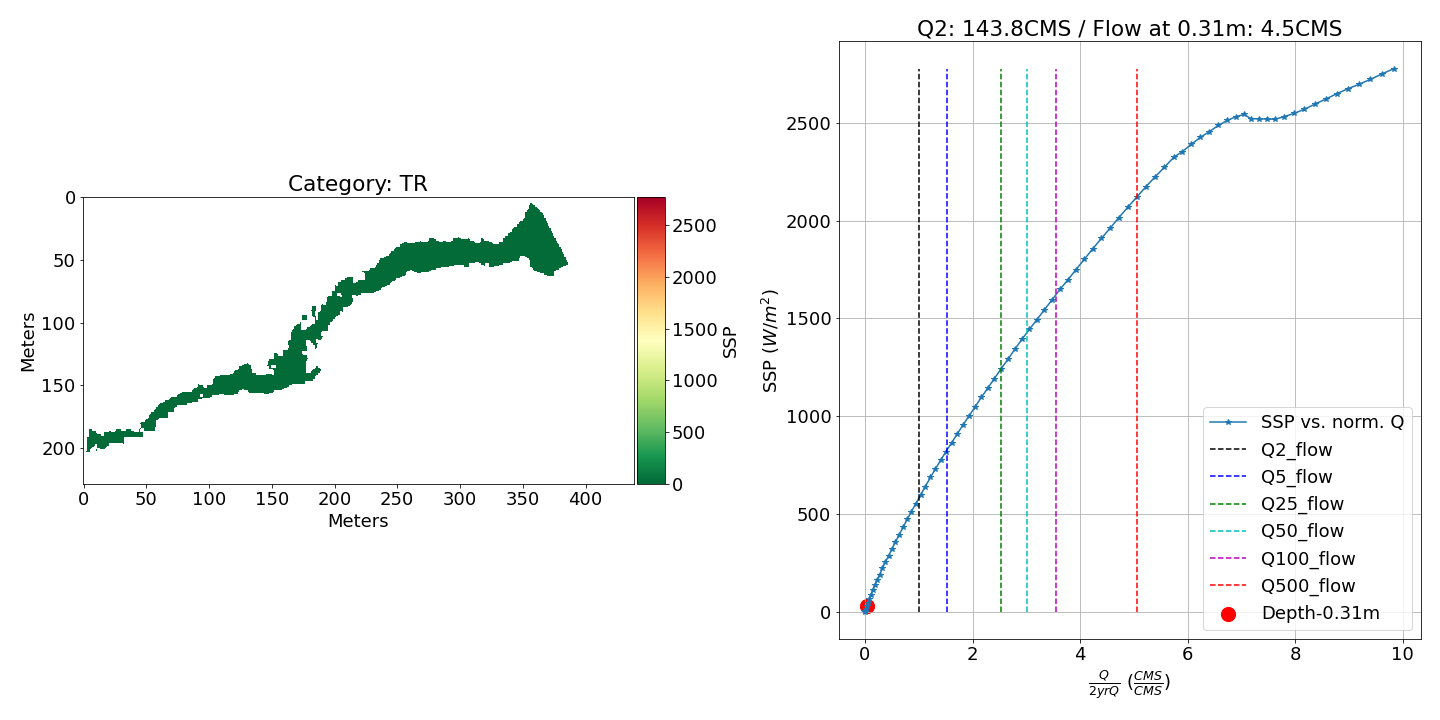 Category: TR
0
50
100
150
200
Meters
0
50
100
150
200
250
300
350
400
Meters
2500
2000
1500
1000
500
0
SSP
Q2: 143.8CMS / Flow at 0.31m: 4.5CMS
2500
2000
1500
1000
500
0
SSP (W/m²)
0
2
4
6
8
10
Q/2yrQ (CMS/CMS)
SSP vs. norm. Q
Q2_flow
Q5_flow
Q25_flow
Q50_flow
Q100_flow
Q500_flow
Depth-0.31m